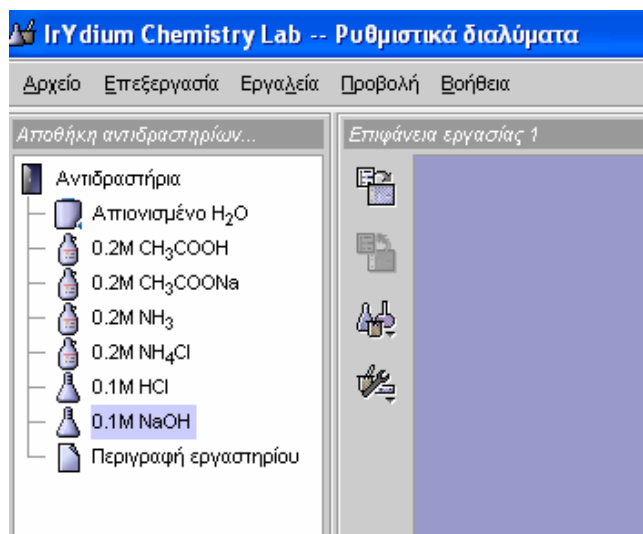 IrYdium Chemistry Lab -- Ρυθμιστικά διαλύματα
Αρχείο Επεξεργασία Εργαλεία Προβολή Βοήθεια
Αποθήκη αντιδραστηρίων...
Επιφάνεια εργασίας 1
Αντιδραστήρια
Απιονισμένο H₂O
0.2M CH₃COOH
0.2M CH₃COONa
0.2M NH₃
0.2M NH₄Cl
0.1M HCl
0.1M NaOH
Περιγραφή εργαστηρίου